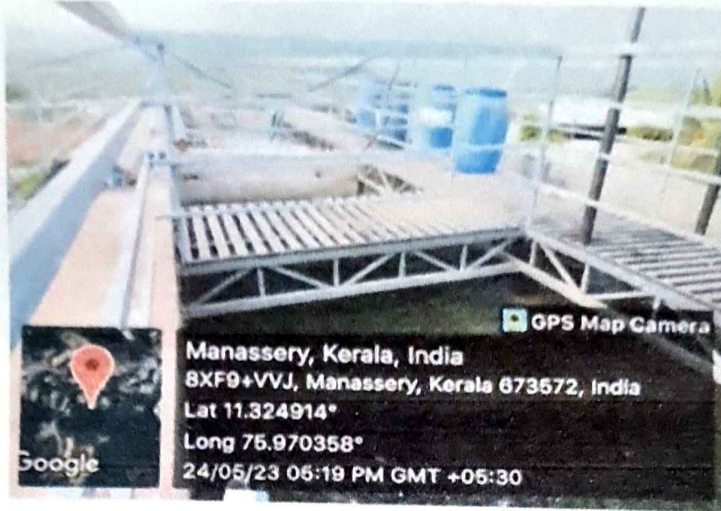 GPS Map Camera
Manassery, Kerala, India
8XF9+VVJ, Manassery, Kerala 673572, India
Lat 11.324914°
Long 75.970358°
24/05/23 05:19 PM GMT +05:30
Google